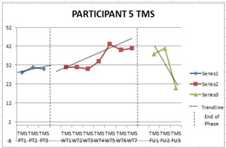 PARTICIPANT 5 TMS
52
42
32
22
12
2
-8
TMS TMS TMS
PT1 PT2 PT3
TMS TMS TMS TMS TMS TMS TMS
WT1 WT2 WT3 WT4 WT5 WT6 WT7
TMS TMS TMS
FU1 FU2 FU3
Series1
Series2
Series3
Trendline
End of
Phase